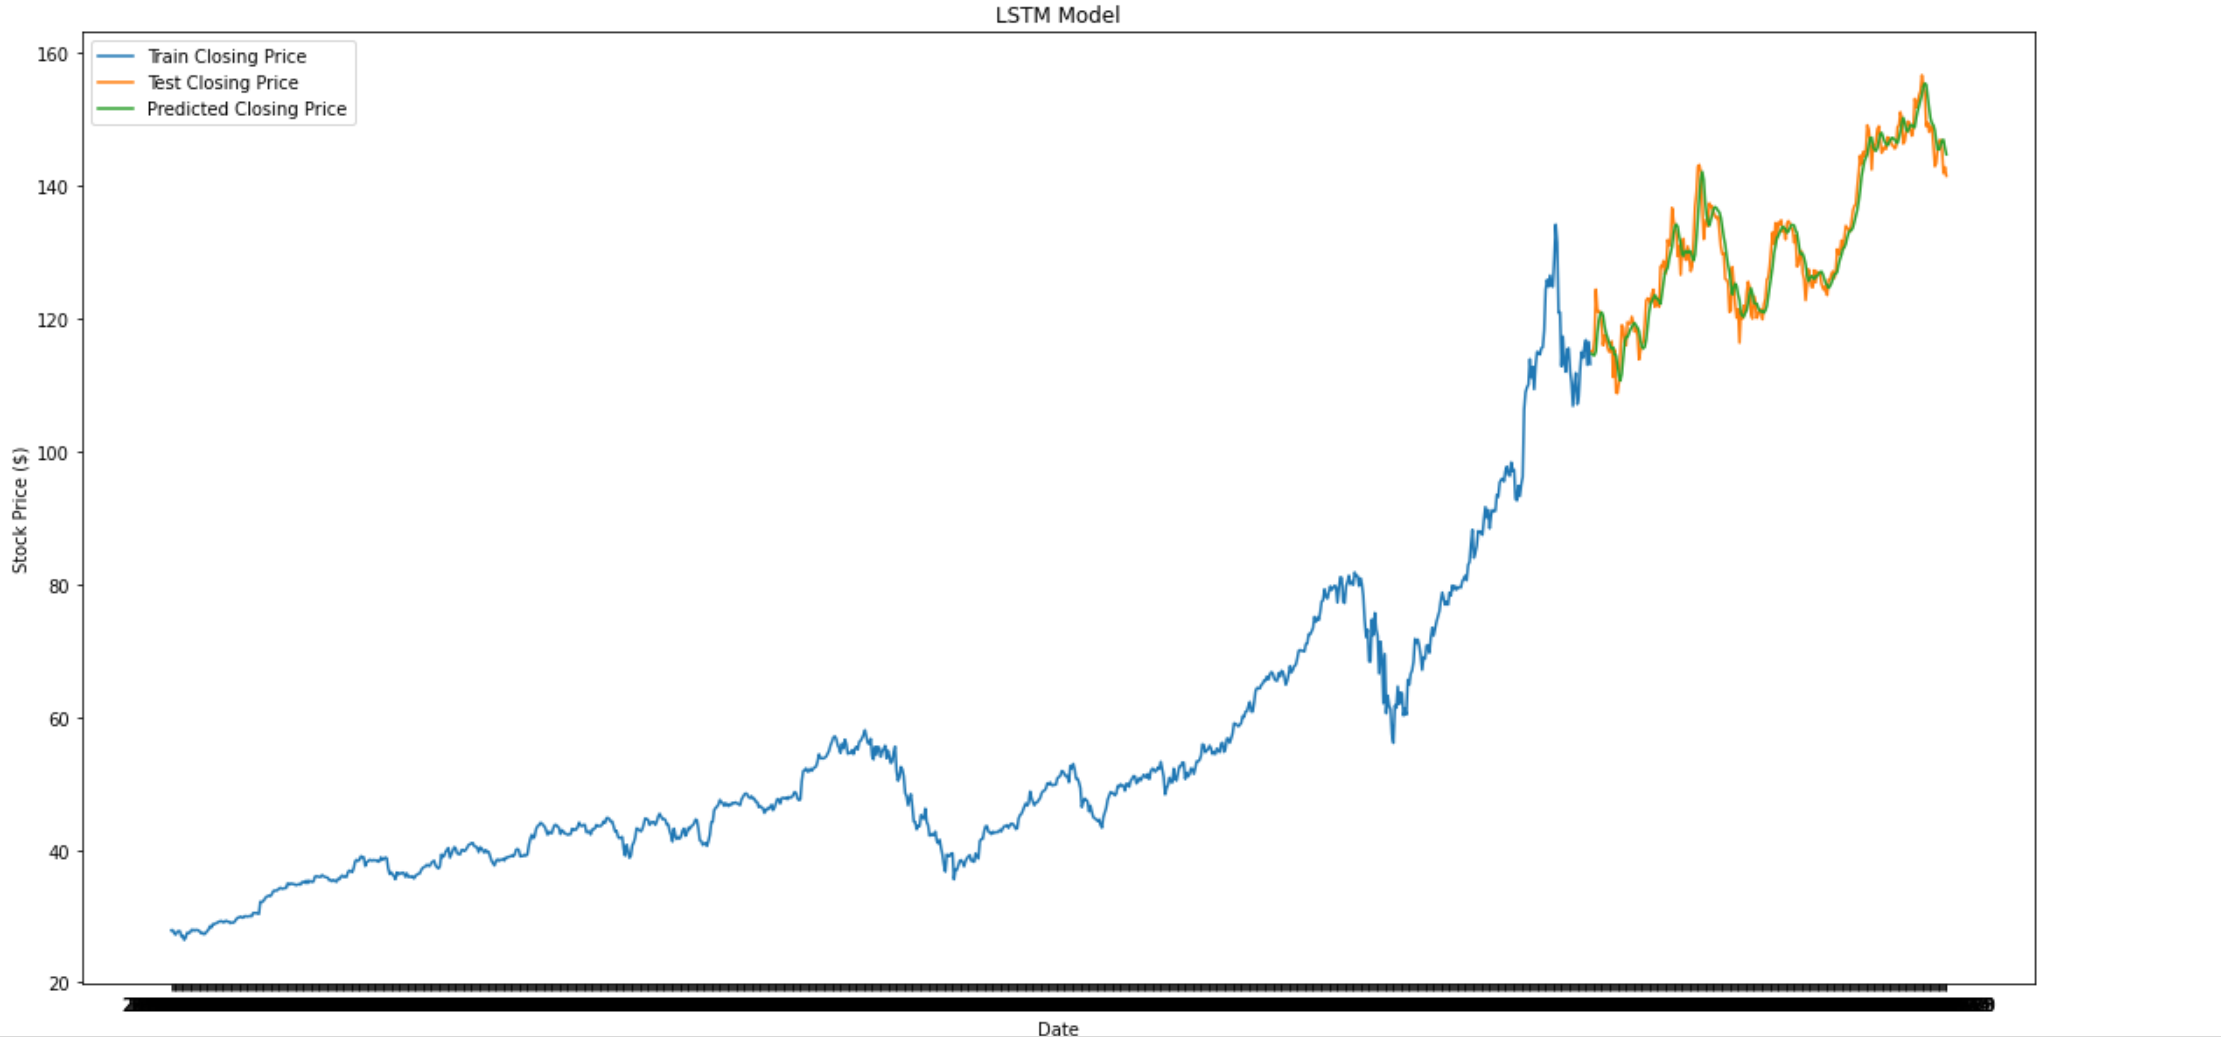 LSTM Model
Train Closing Price
Test Closing Price
Predicted Closing Price
160
140
120
100
80
60
40
20
Stock Price ($)
Date